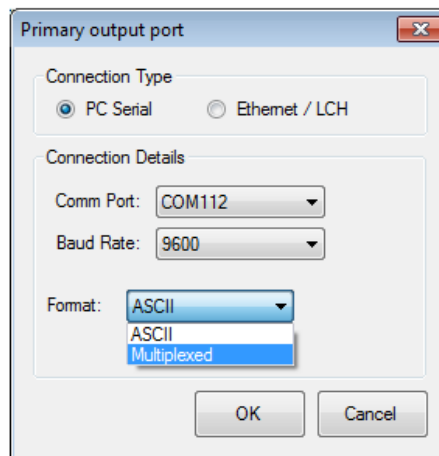 Primary output port
Connection Type
PC Serial
Ethernet / LCH
Connection Details
Comm Port: COM112
Baud Rate: 9600
Format: ASCII
ASCII
Multiplexed
OK
Cancel